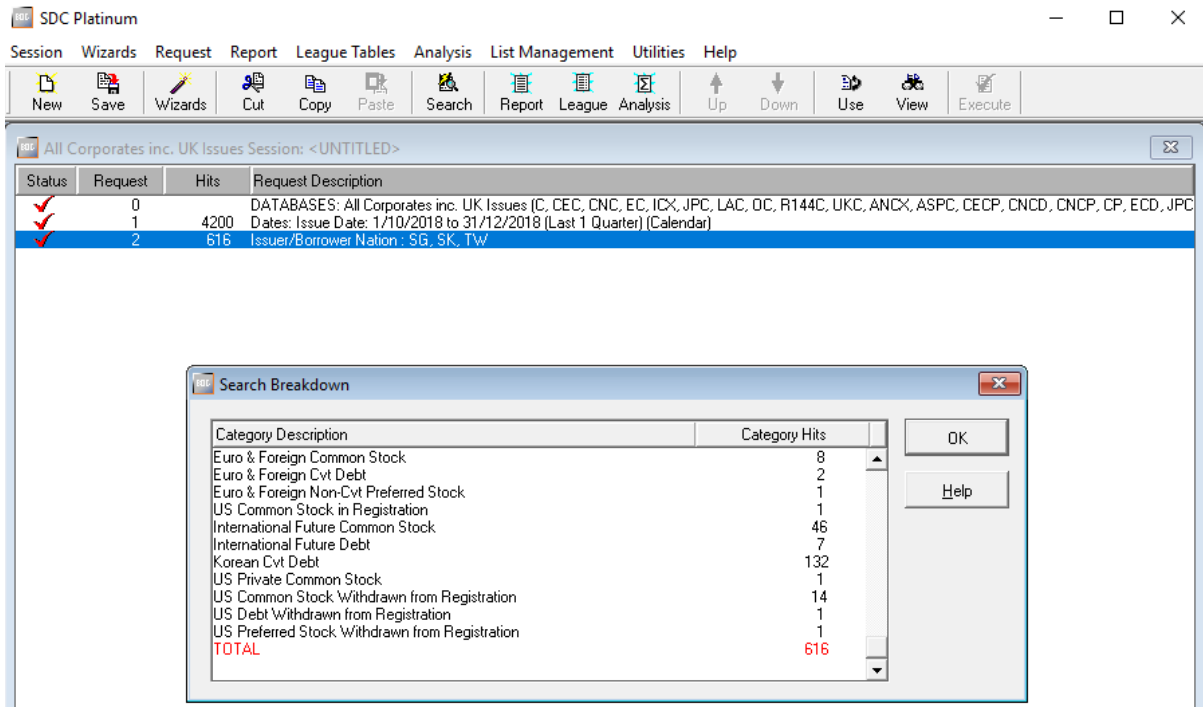 SDC Platinum
Session Wizards Request Report League Tables Analysis List Management Utilities Help
New Save Wizards Cut Copy Paste Search Report League Analysis Up Down Use View Execute
All Corporates inc. UK Issues Session: <UNTITLED>
Status Request Hits Request Description
0 DATABASES: All Corporates inc. UK Issues (C, CEC, CNC, EC, ICX, JPC, LAC, OC, R144C, UKC, ANCX, ASPC, CECP, CNCD, CNCP, CP, ECD, JPC
1 4200 Dates: Issue Date: 1/10/2018 to 31/12/2018 (Last 1 Quarter) (Calendar)
2 616 Issuer/Borrower Nation : SG, SK, TW
Search Breakdown
Category Description Category Hits
OK
Euro & Foreign Common Stock 8
Euro & Foreign Cvt Debt 2
Euro & Foreign Non-Cvt Preferred Stock 1
Help
US Common Stock in Registration 1
International Future Common Stock 46
International Future Debt 7
Korean Cvt Debt 132
US Private Common Stock 1
US Common Stock Withdrawn from Registration 14
US Debt Withdrawn from Registration 1
US Preferred Stock Withdrawn from Registration 1
TOTAL 616